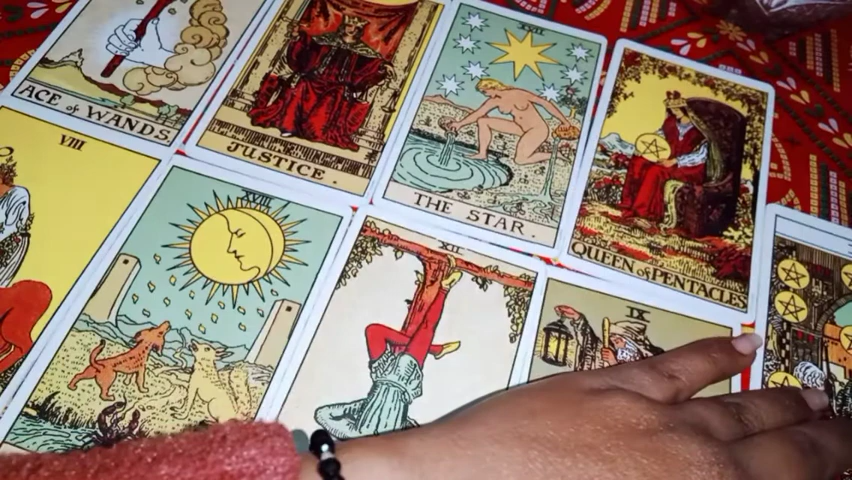 ACE of WANDS.
JUSTICE.
XVII
THE STAR.
QUEEN of PENTACLES
VIII
XVIII
XII
IX